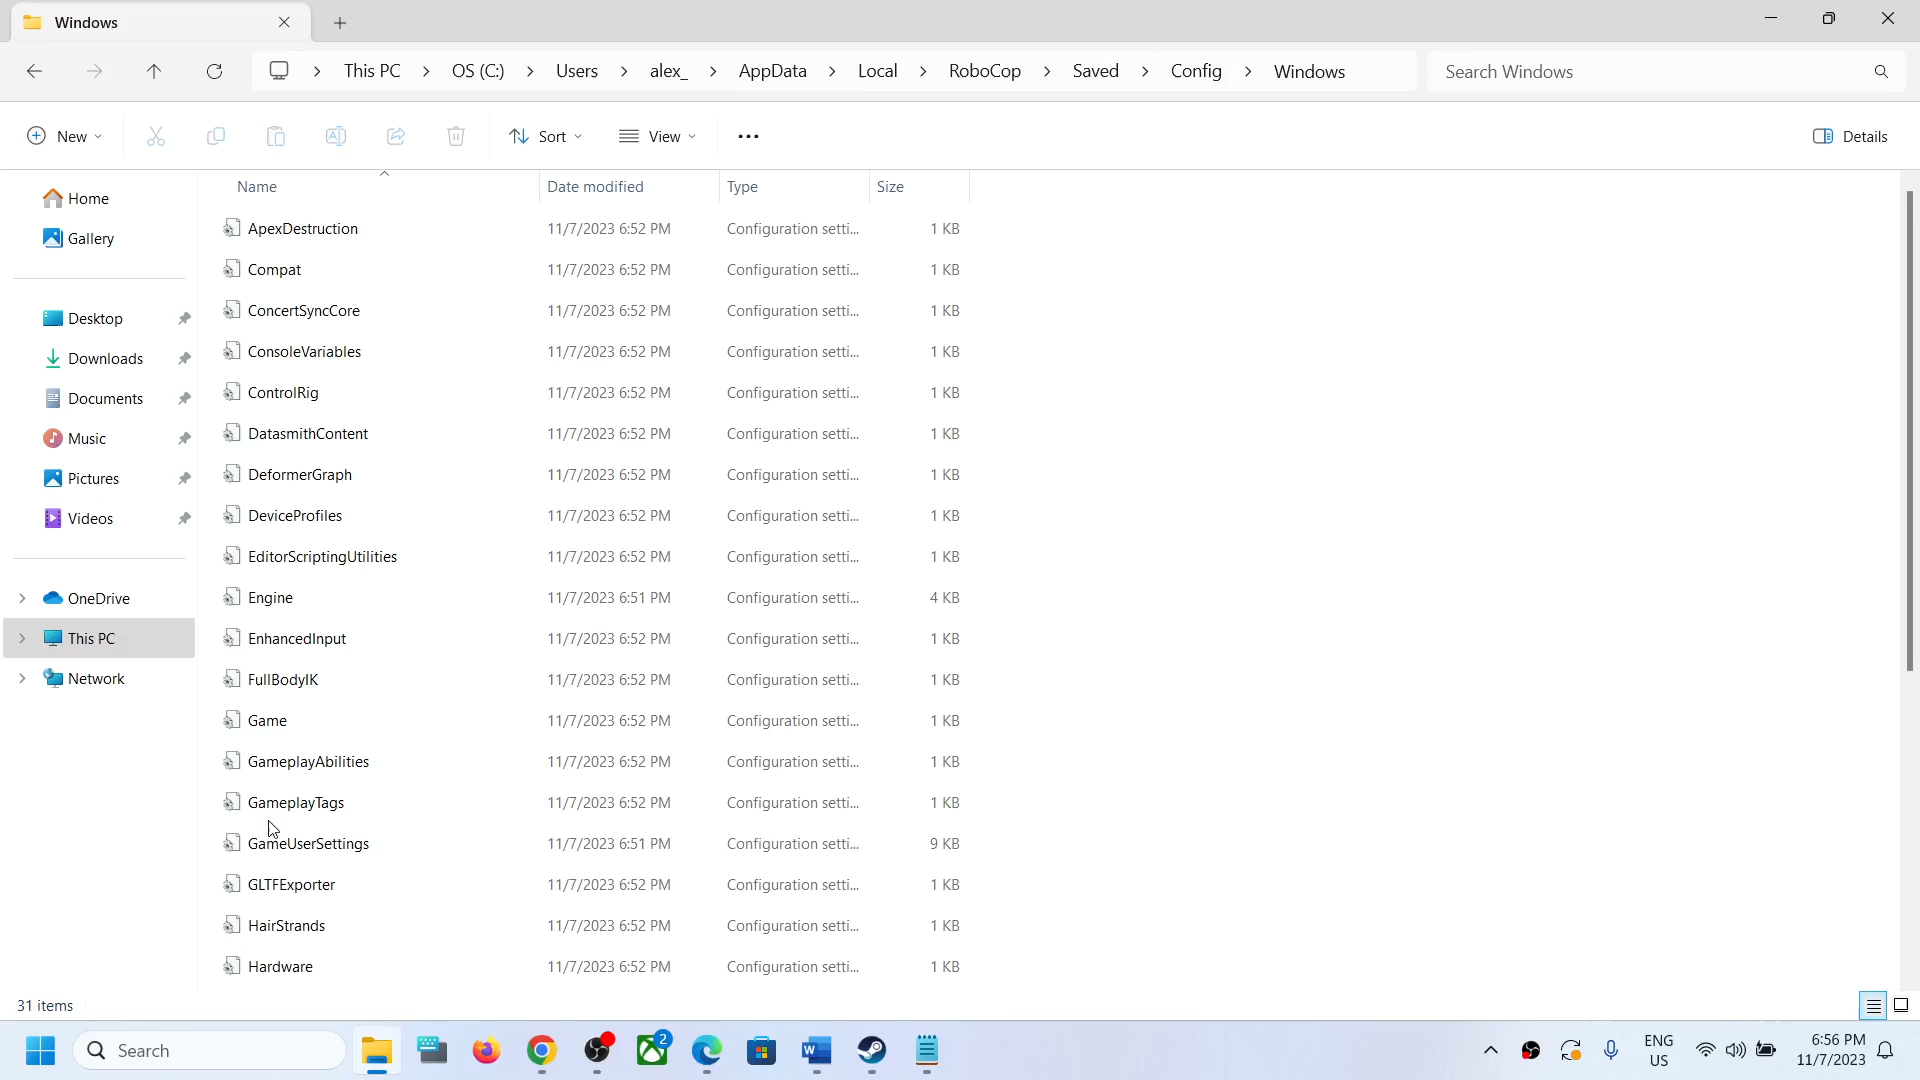 Windows
This PC > OS (C:) > Users > alex_ > AppData > Local > RoboCop > Saved > Config > Windows
Search Windows
New
Sort
View
Details
Home
Gallery
Desktop
Downloads
Documents
Music
Pictures
Videos
OneDrive
This PC
Network
Name Date modified Type Size
ApexDestruction 11/7/2023 6:52 PM Configuration setti... 1 KB
Compat 11/7/2023 6:52 PM Configuration setti... 1 KB
ConcertSyncCore 11/7/2023 6:52 PM Configuration setti... 1 KB
ConsoleVariables 11/7/2023 6:52 PM Configuration setti... 1 KB
ControlRig 11/7/2023 6:52 PM Configuration setti... 1 KB
DatasmithContent 11/7/2023 6:52 PM Configuration setti... 1 KB
DeformerGraph 11/7/2023 6:52 PM Configuration setti... 1 KB
DeviceProfiles 11/7/2023 6:52 PM Configuration setti... 1 KB
EditorScriptingUtilities 11/7/2023 6:52 PM Configuration setti... 1 KB
Engine 11/7/2023 6:51 PM Configuration setti... 4 KB
EnhancedInput 11/7/2023 6:52 PM Configuration setti... 1 KB
FullBodyIK 11/7/2023 6:52 PM Configuration setti... 1 KB
Game 11/7/2023 6:52 PM Configuration setti... 1 KB
GameplayAbilities 11/7/2023 6:52 PM Configuration setti... 1 KB
GameplayTags 11/7/2023 6:52 PM Configuration setti... 1 KB
GameUserSettings 11/7/2023 6:51 PM Configuration setti... 9 KB
GLTFExporter 11/7/2023 6:52 PM Configuration setti... 1 KB
HairStrands 11/7/2023 6:52 PM Configuration setti... 1 KB
Hardware 11/7/2023 6:52 PM Configuration setti... 1 KB
31 items
Search
2
ENG
US
6:56 PM
11/7/2023